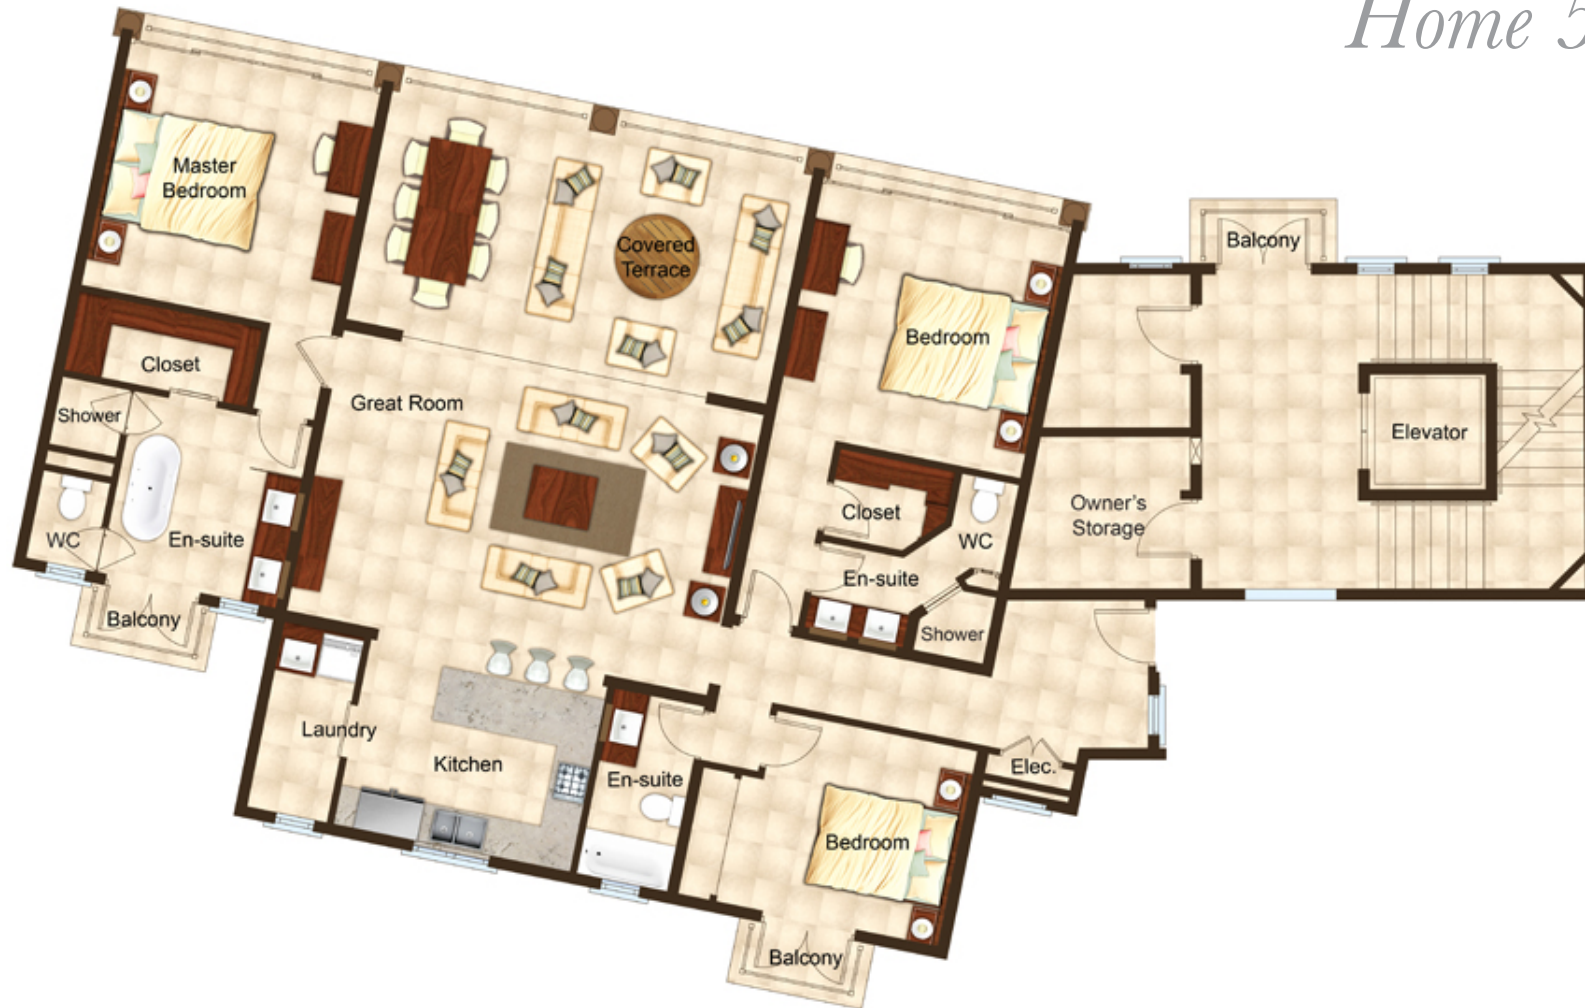 Home 5
Master
Bedroom
Covered
Terrace
Balcony
Bedroom
Closet
Great Room
Shower
Elevator
Owner's
Storage
Closet
WC
En-suite
WC
En-suite
Balcony
Shower
Laundry
Kitchen
En-suite
Elec.
Bedroom
Balcony